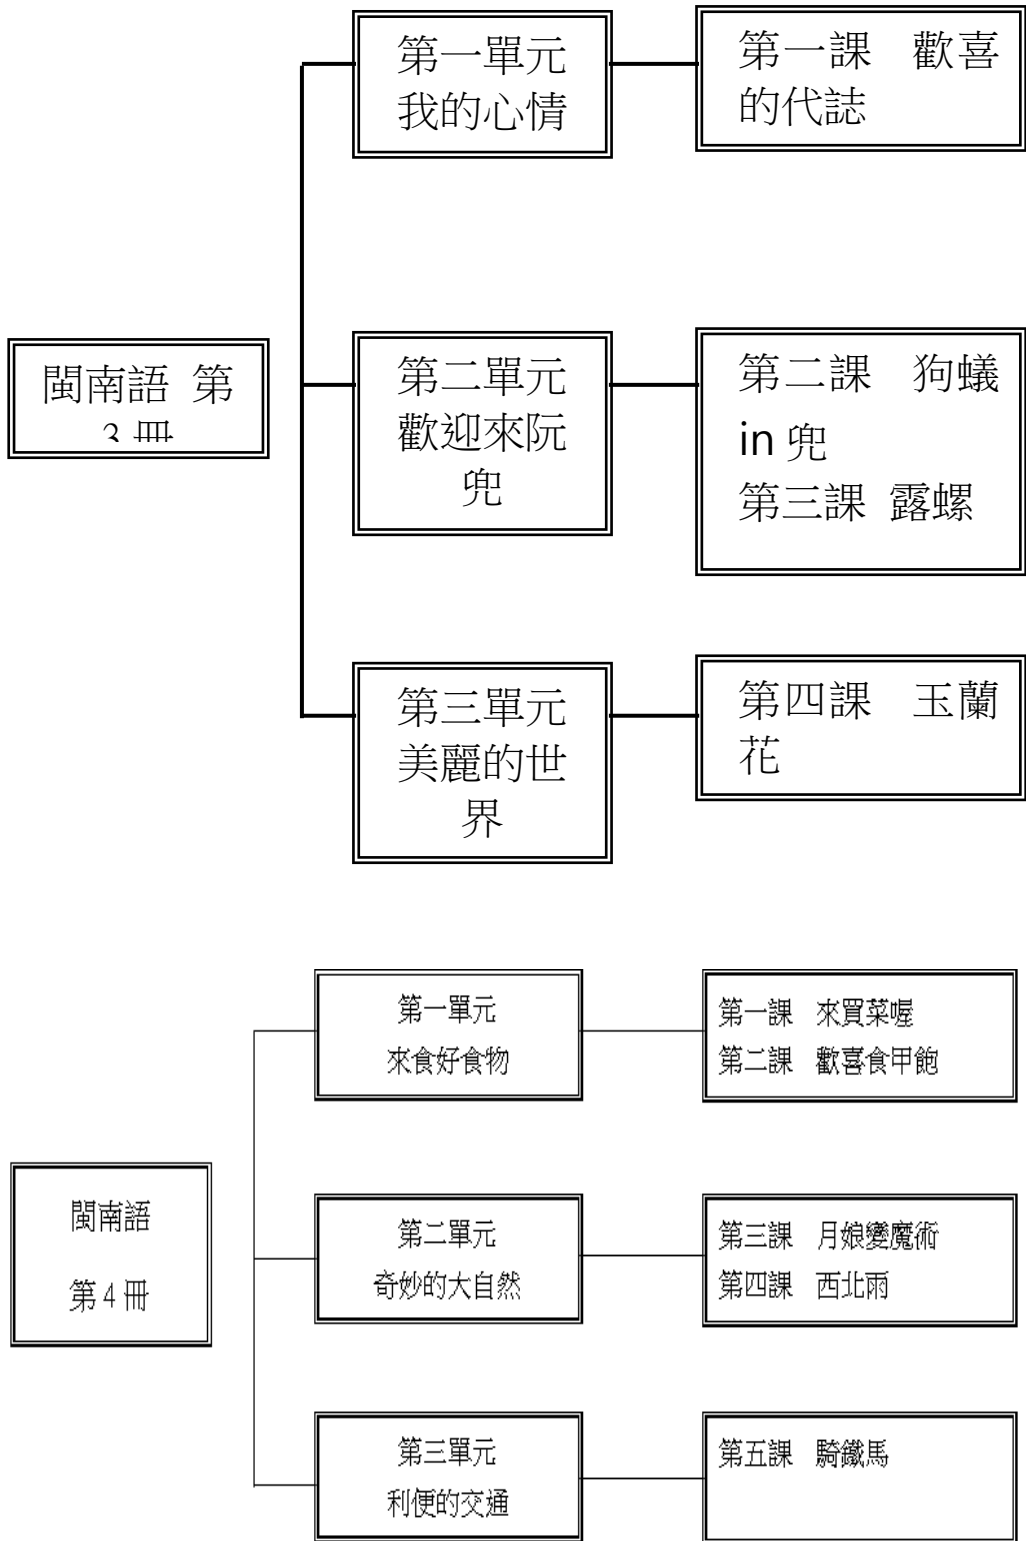 第一單元
我的心情
第一課　歡喜
的代誌
閩南語 第
3 冊
第二單元
歡迎來阮
兜
第二課　狗蟻
in 兜
第三課 露螺
第三單元
美麗的世
界
第四課　玉蘭
花
閩南語
第 4 冊
第一單元
來食好食物
第一課　來買菜喔
第二課　歡喜食甲飽
第二單元
奇妙的大自然
第三課　月娘變魔術
第四課　西北雨
第三單元
利便的交通
第五課　騎鐵馬